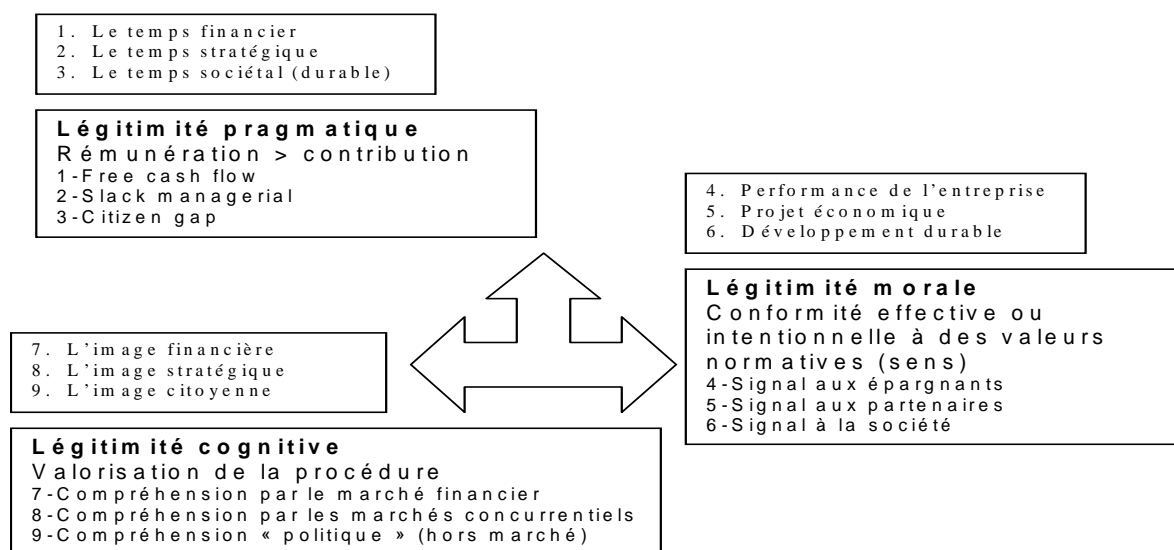 1. Le temps financier
2. Le temps stratégique
3. Le temps sociétal (durable)
Légitimité pragmatique
Rémunération > contribution
1-Free cash flow
2-Slack managerial
3-Citizen gap
4. Performance de l'entreprise
5. Projet économique
6. Développement durable
Légitimité morale
Conformité effective ou
intentionnelle à des valeurs
normatives (sens)
4-Signal aux épargnants
5-Signal aux partenaires
6-Signal à la société
7. L'image financière
8. L'image stratégique
9. L'image citoyenne
Légitimité cognitive
Valorisation de la procédure
7-Compréhension par le marché financier
8-Compréhension par les marchés concurrentiels
9-Compréhension « politique » (hors marché)